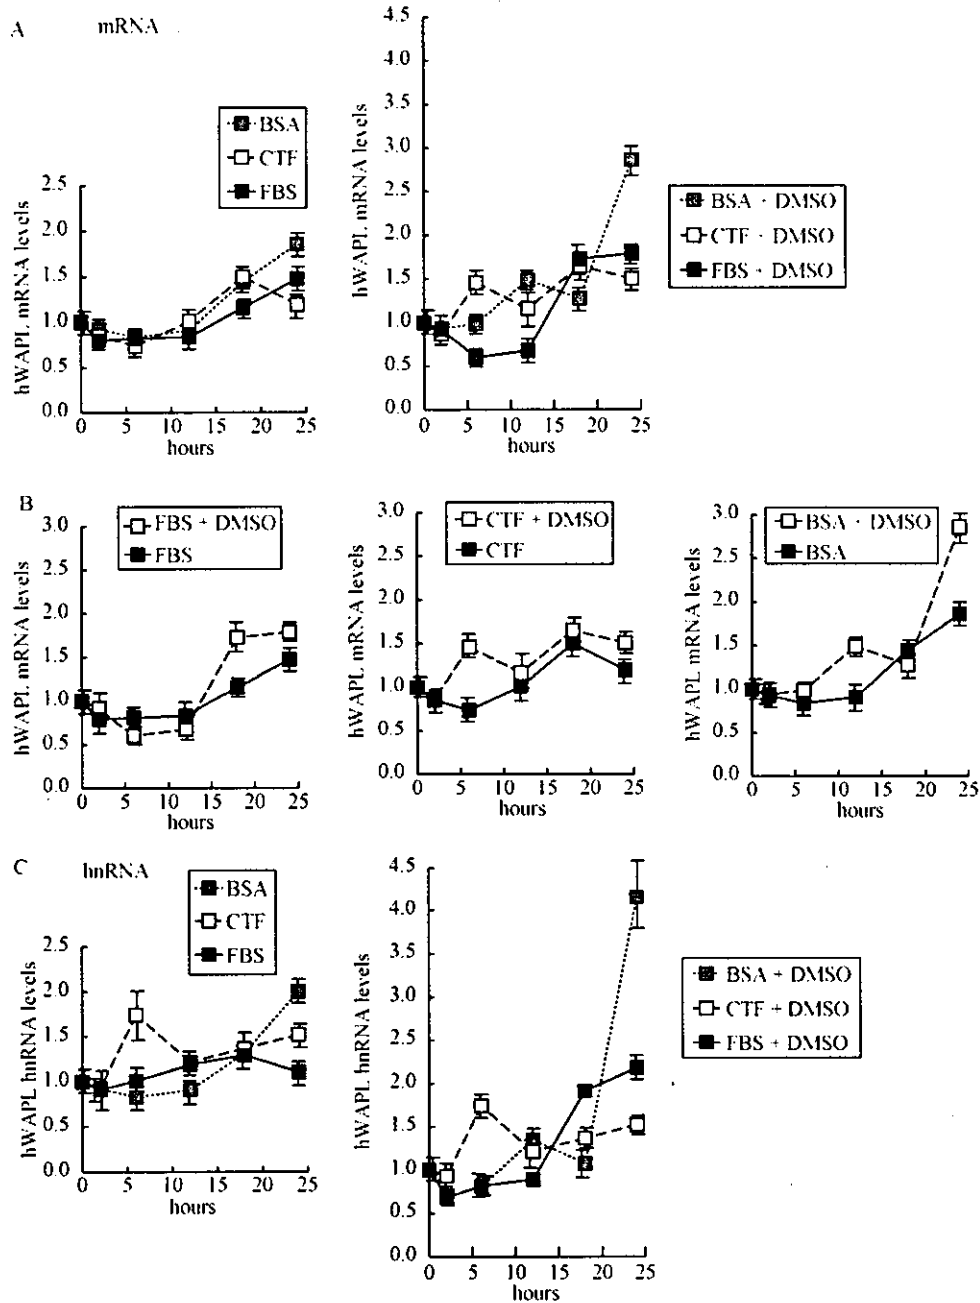 A
mRNA
BSA
CTF
FBS
hWAPL mRNA levels
2.5
2.0
1.5
1.0
0.5
0.0
0 5 10 15 20 25
hours
hWAPL mRNA levels
4.5
4.0
3.5
3.0
2.5
2.0
1.5
1.0
0.5
0.0
0 5 10 15 20 25
hours
BSA · DMSO
CTF · DMSO
FBS · DMSO
B
FBS + DMSO
FBS
hWAPL mRNA levels
3.0
2.5
2.0
1.5
1.0
0.5
0.0
0 5 10 15 20 25
hours
CTF + DMSO
CTF
hWAPL mRNA levels
3.0
2.5
2.0
1.5
1.0
0.5
0.0
0 5 10 15 20 25
hours
BSA · DMSO
BSA
hWAPL mRNA levels
3.0
2.5
2.0
1.5
1.0
0.5
0.0
0 5 10 15 20 25
hours
C
hnRNA
BSA
CTF
FBS
hWAPL hnRNA levels
2.5
2.0
1.5
1.0
0.5
0.0
0 5 10 15 20 25
hours
hWAPL hnRNA levels
4.5
4.0
3.5
3.0
2.5
2.0
1.5
1.0
0.5
0.0
0 5 10 15 20 25
hours
BSA + DMSO
CTF + DMSO
FBS + DMSO